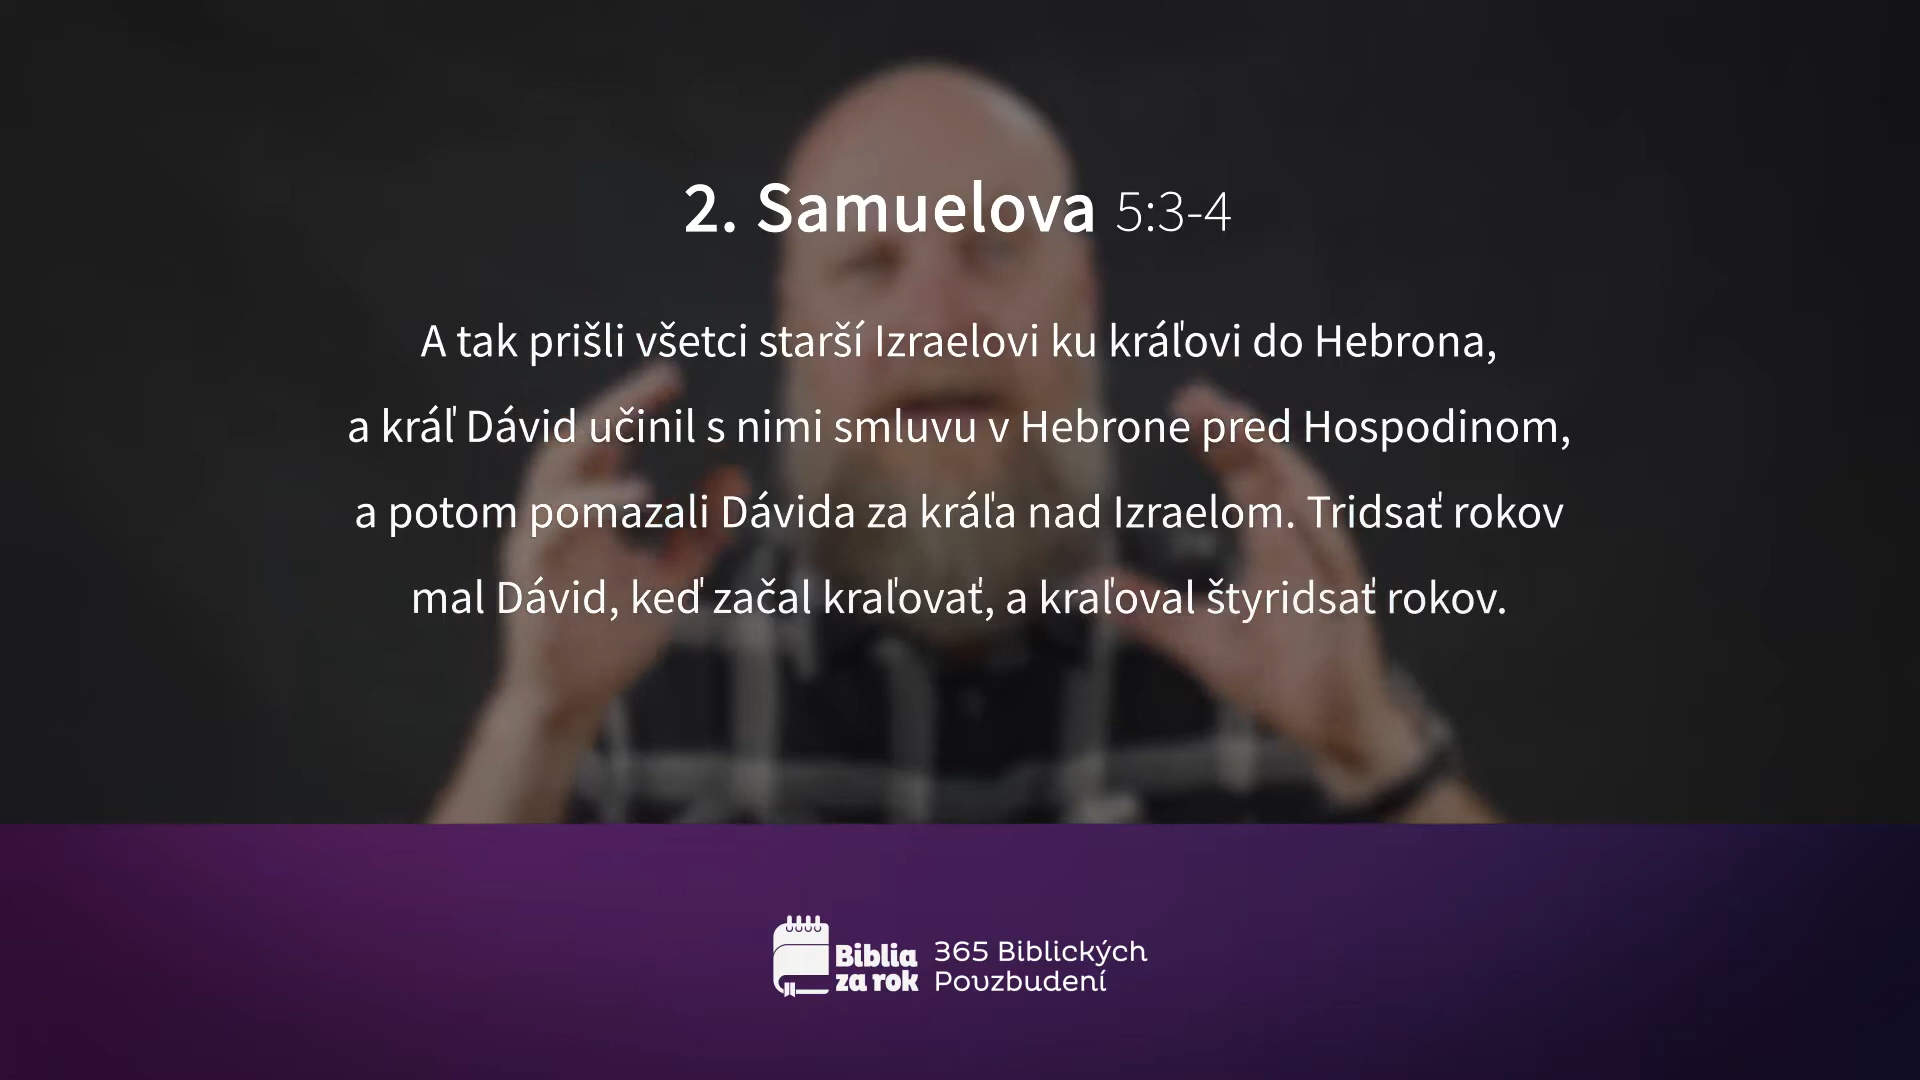 2. Samuelova 5:3-4
A tak prišli všetci starší Izraelovi ku kráľovi do Hebrona,
a kráľ Dávid učinil s nimi smluvu v Hebrone pred Hospodinom,
a potom pomazali Dávida za kráľa nad Izraelom. Tridsať rokov
mal Dávid, keď začal kraľovať, a kraľoval štyridsať rokov.
Biblia
za rok
365 Biblických
Povzbudení